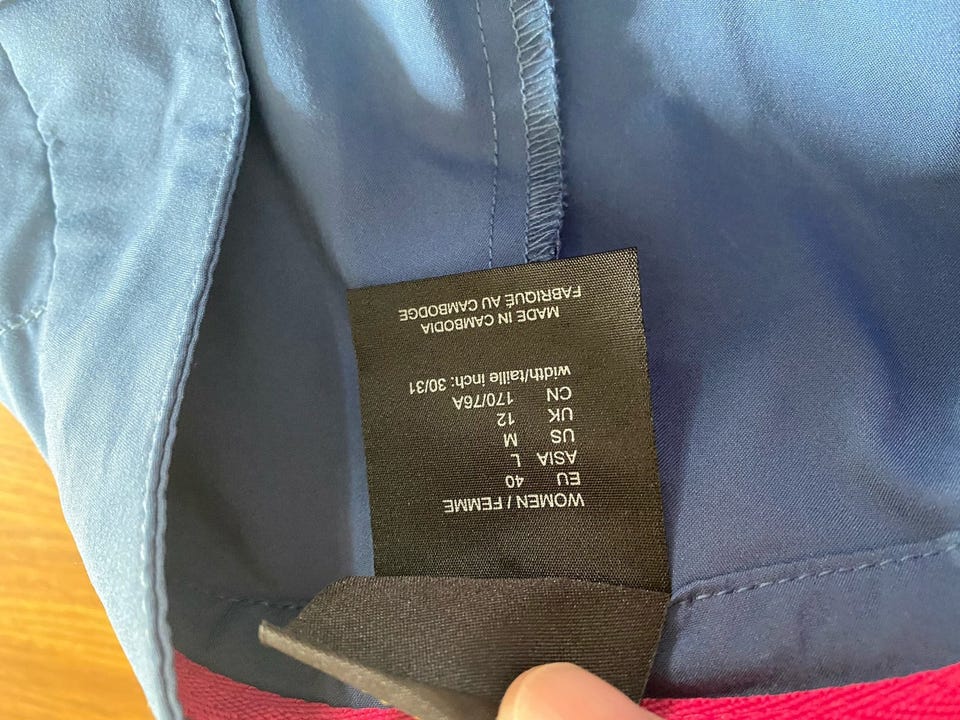 WOMEN / FEMME
EU 40
ASIA L
US M
UK 12
CN 170/76A
width/taille inch: 30/31
MADE IN CAMBODIA
FABRIQUÉ AU CAMBODGE